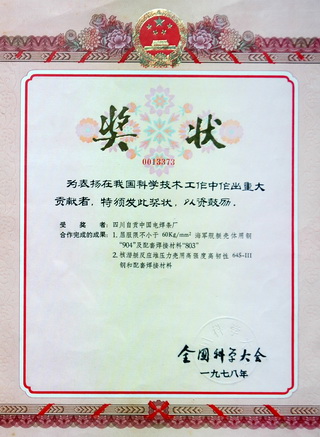 奖状
0013373
为表扬在我国科学技术工作中作出重大
贡献者，特颁发此奖状，以资鼓励。
受奖者：四川自贡中国电焊条厂
合作完成的成果：1. 屈服限不小于 60Kg/mm² 海军舰艇壳体用钢
"904"及配套焊接材料"803"
2. 核潜艇反应堆压力壳用高强度高韧性 645-III
钢和配套焊接材料
全国科学大会
一九七八年